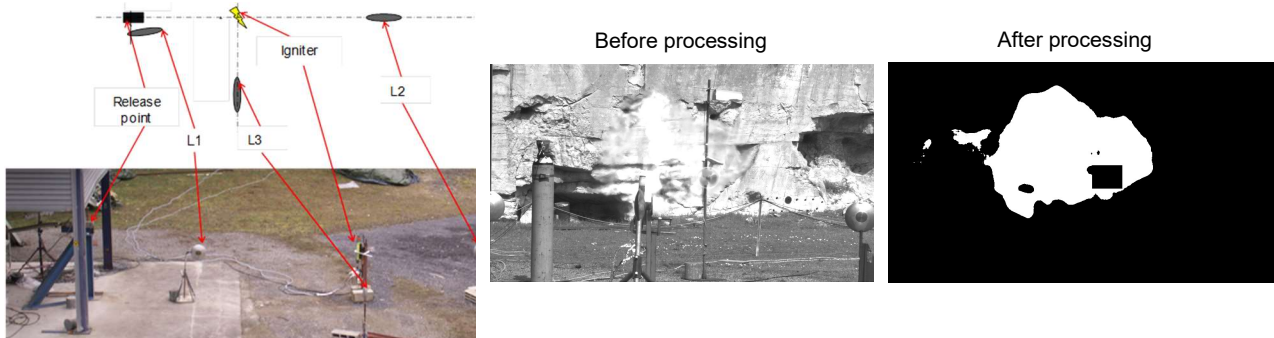 Igniter
Release
point
L1
L3
L2
Before processing
After processing